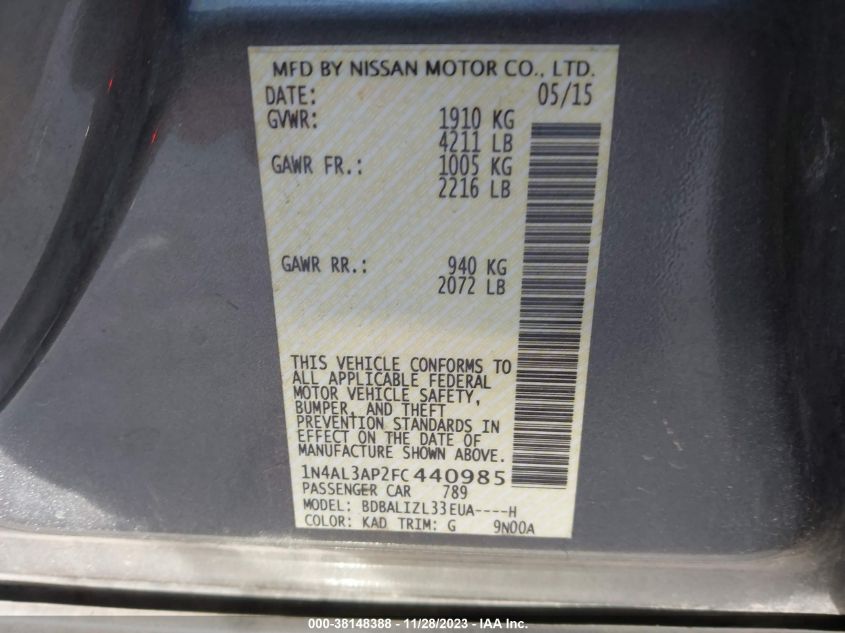 MFD BY NISSAN MOTOR CO., LTD.
DATE: 05/15
GVWR: 1910 KG
4211 LB
GAWR FR.: 1005 KG
2216 LB
GAWR RR.: 940 KG
2072 LB
THIS VEHICLE CONFORMS TO
ALL APPLICABLE FEDERAL
MOTOR VEHICLE SAFETY,
BUMPER, AND THEFT
PREVENTION STANDARDS IN
EFFECT ON THE DATE OF
MANUFACTURE SHOWN ABOVE.
1N4AL3AP2FC440985
PASSENGER CAR 789
MODEL: BDBALIZL33EUA----H
COLOR: KAD TRIM: G 9N00A
000-38148388 - 11/28/2023 - IAA Inc.